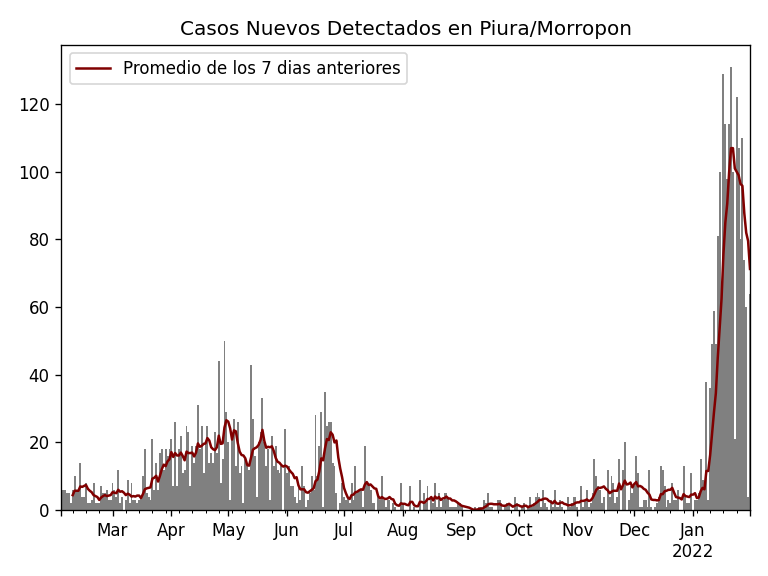 Casos Nuevos Detectados en Piura/Morropon
Promedio de los 7 dias anteriores
120
100
80
60
40
20
0
Mar Apr May Jun Jul Aug Sep Oct Nov Dec Jan
2022